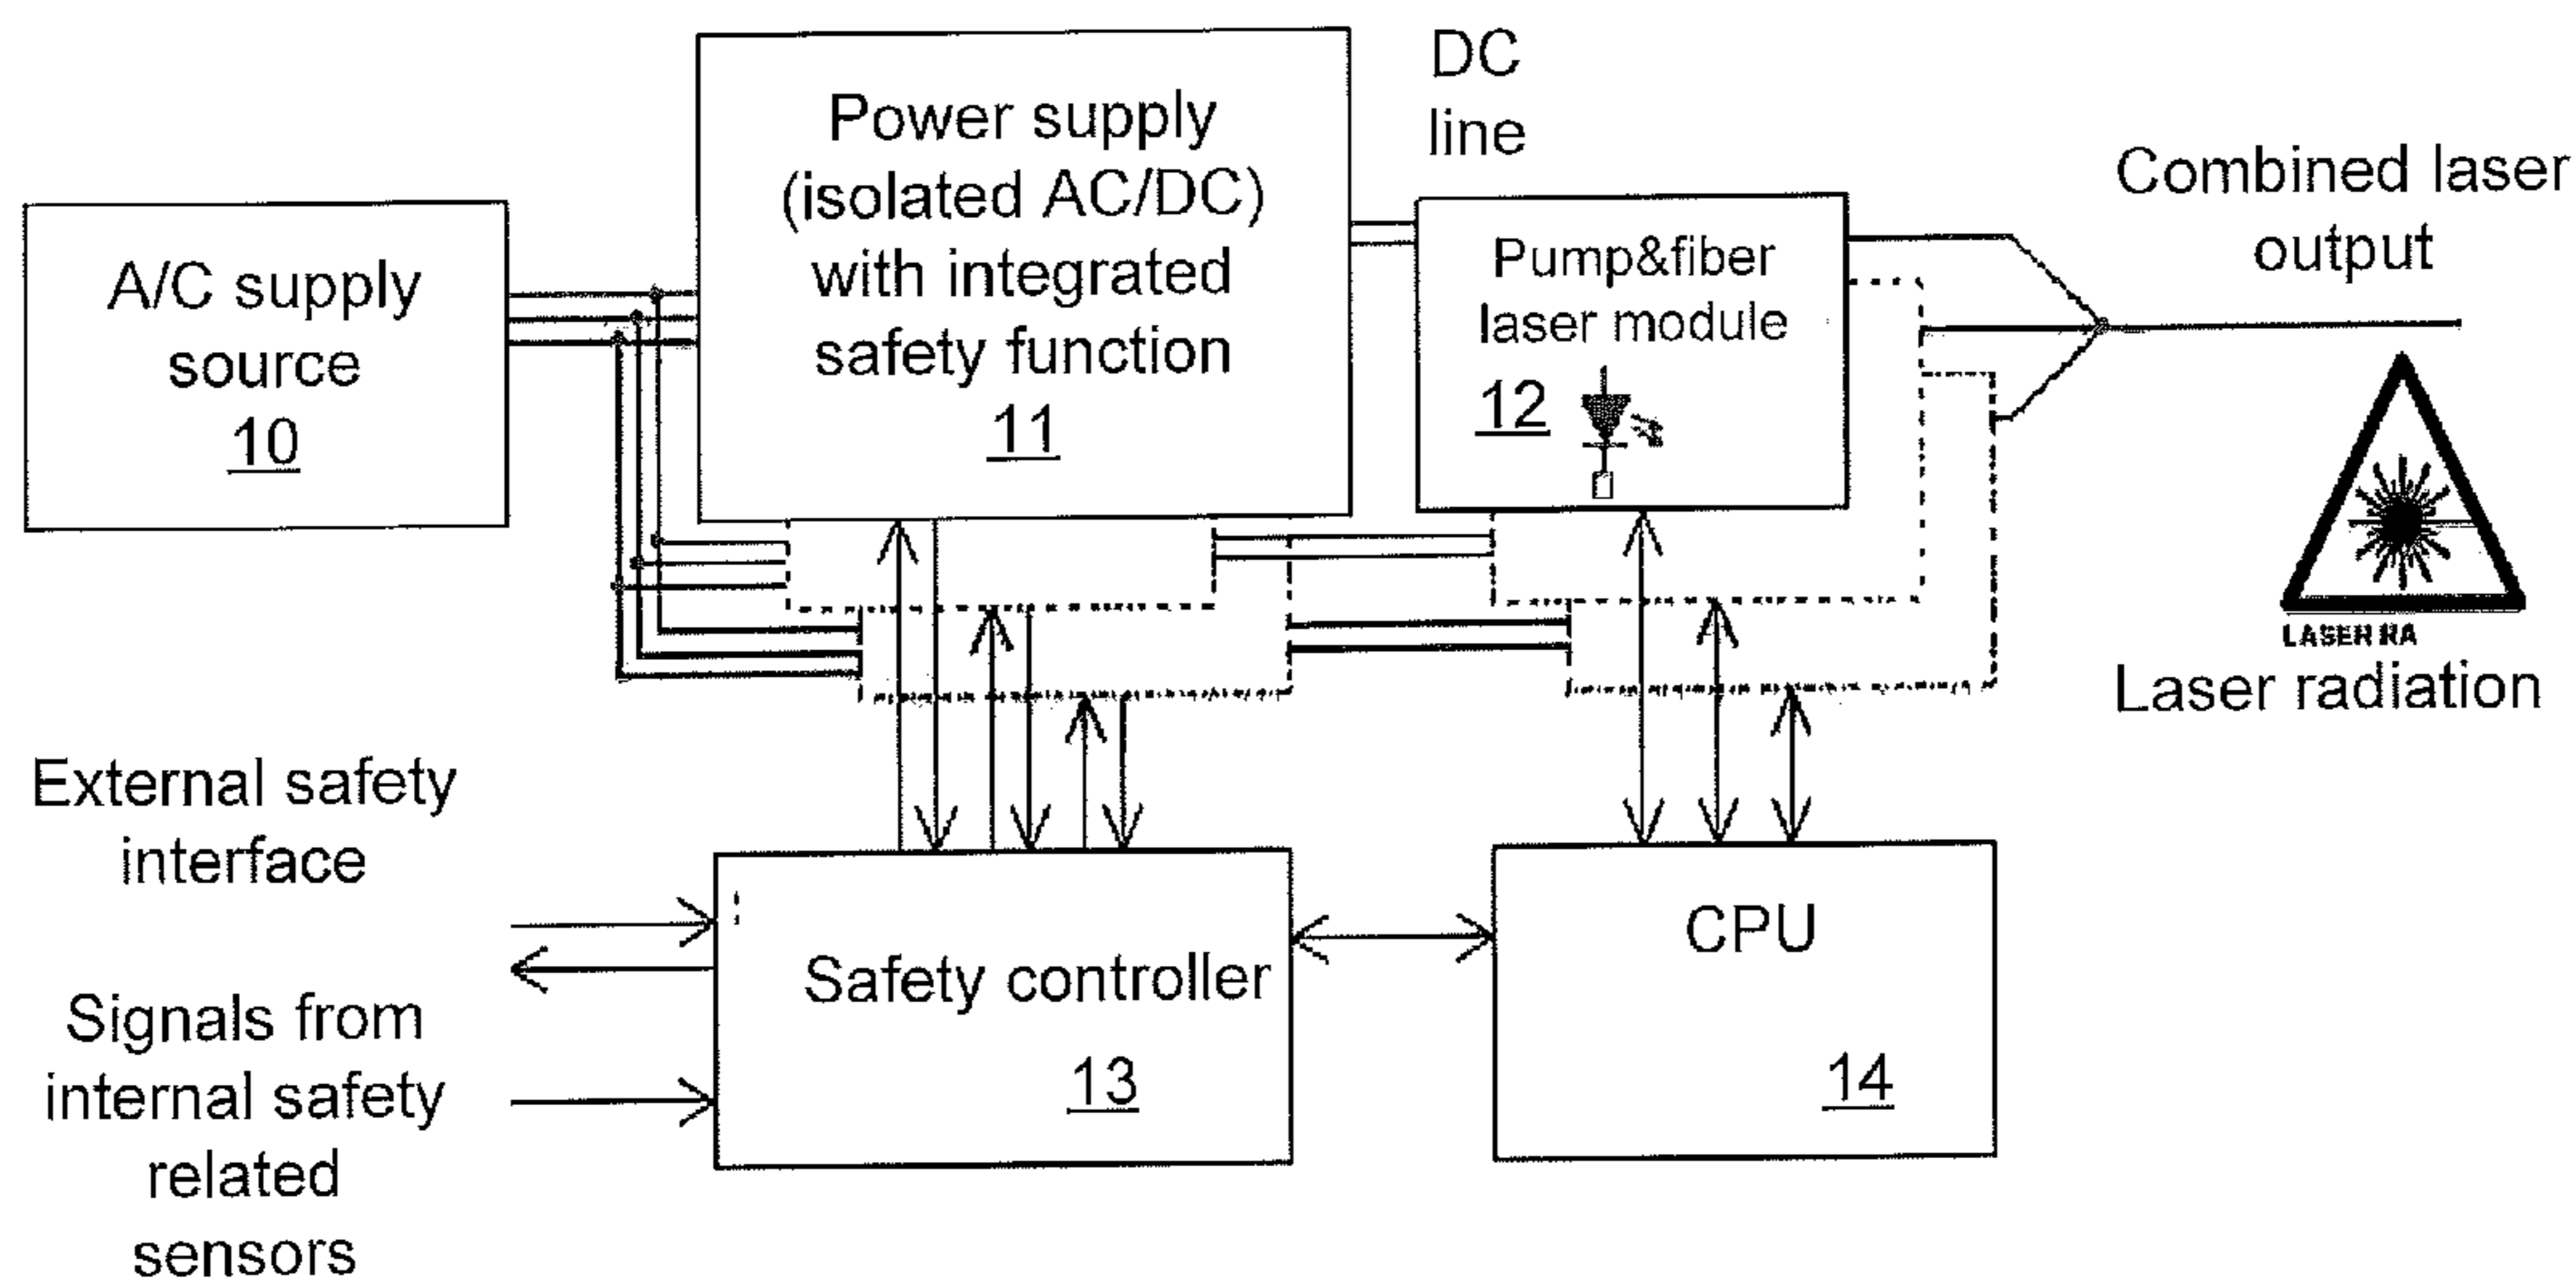 A/C supply
source
10
Power supply
(isolated AC/DC)
with integrated
safety function
11
DC
line
Pump&fiber
laser module
12
Combined laser
output
LASER RA
Laser radiation
External safety
interface
Signals from
internal safety
related
sensors
Safety controller
13
CPU
14